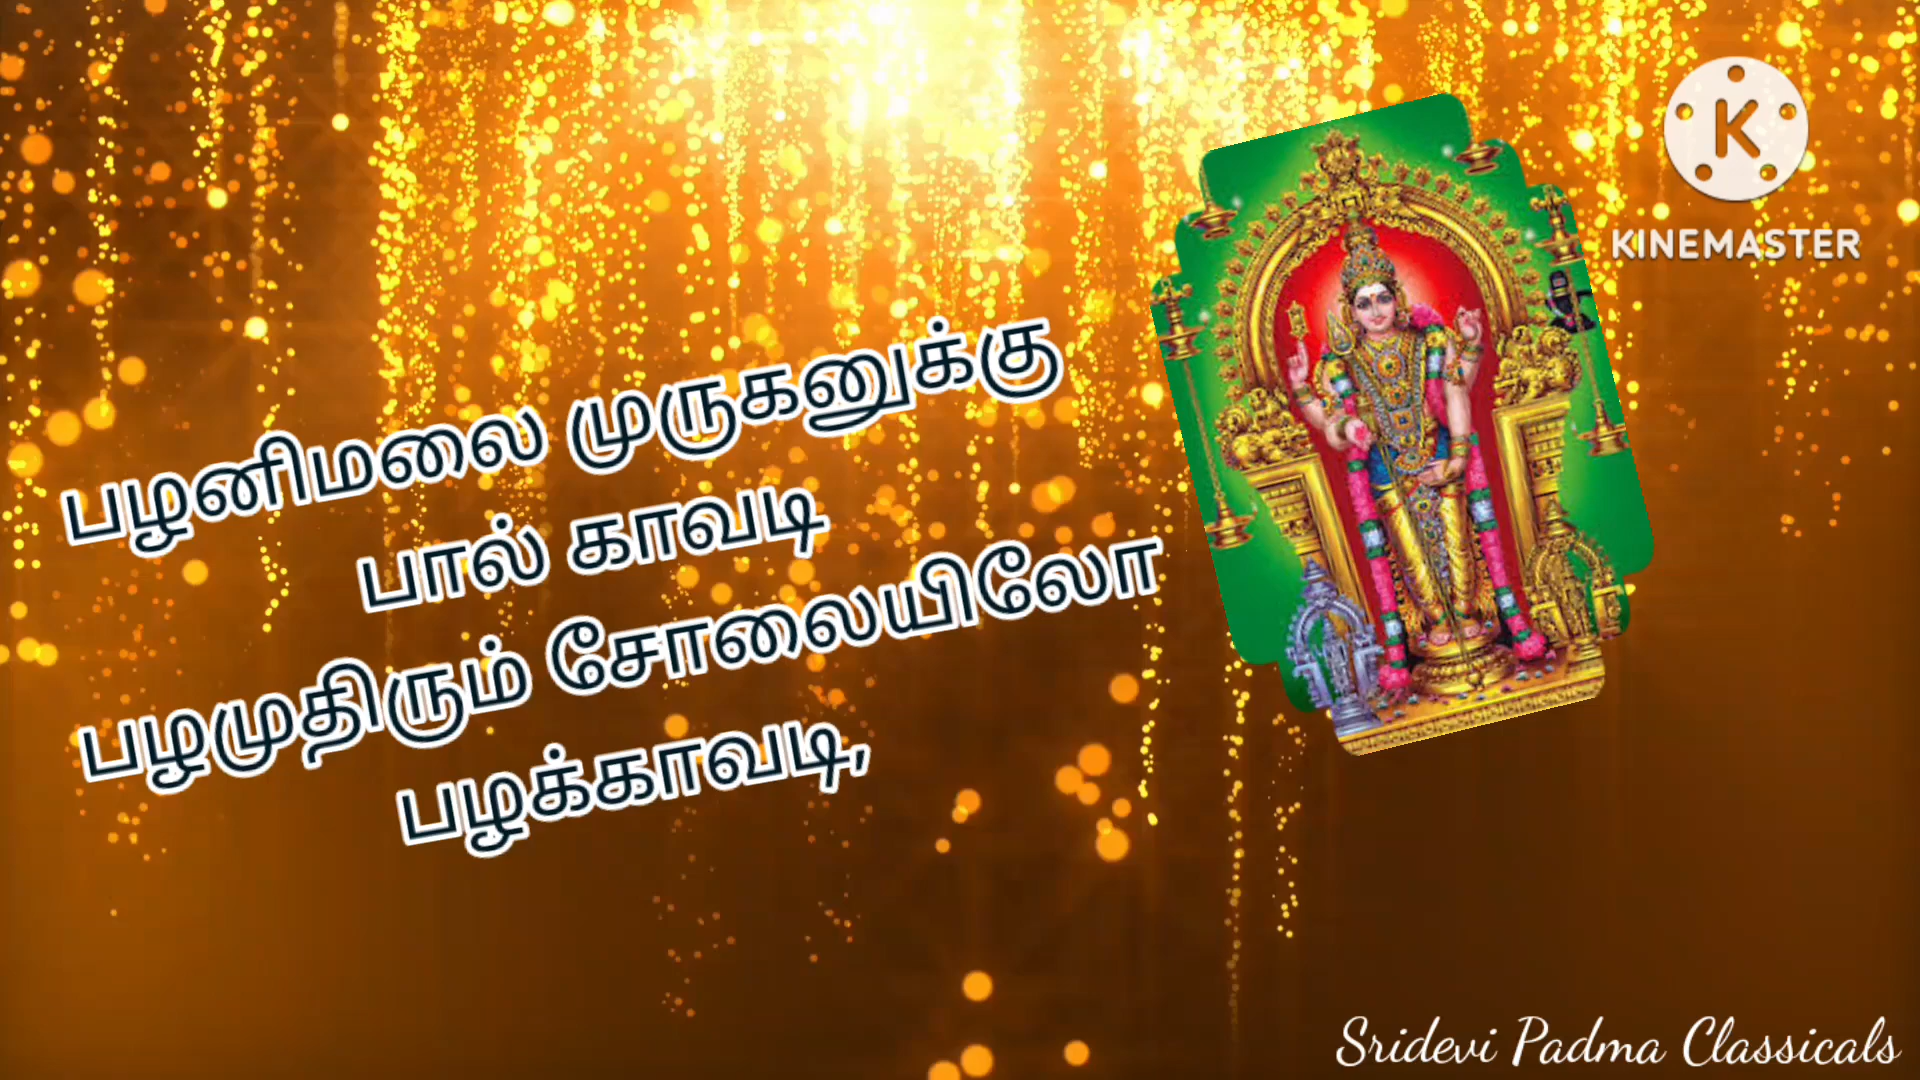 பழனிமலை முருகனுக்கு
பால் காவடி
பழமுதிரும் சோலையிலோ
பழக்காவடி,
K
KINEMASTER
Sridevi Padma Classicals